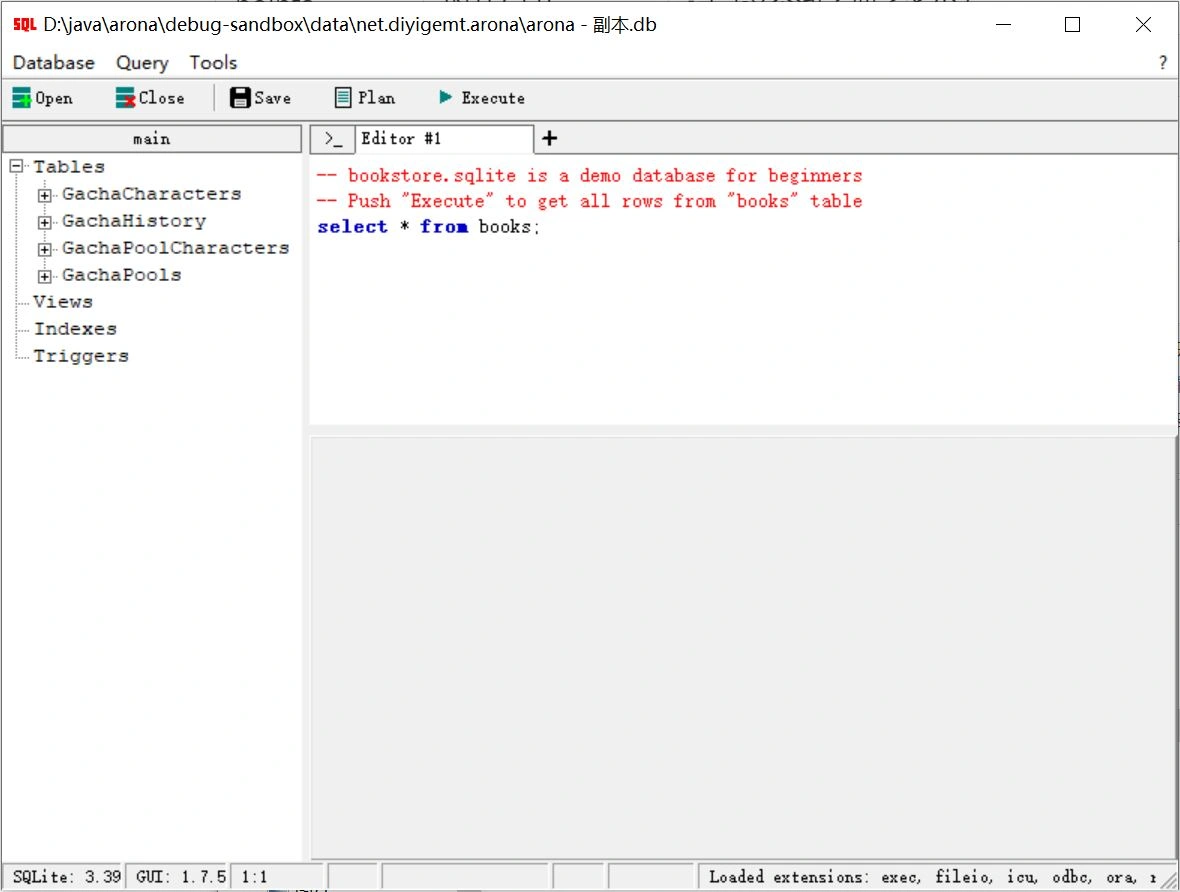 SQL D:\java\arona\debug-sandbox\data\net.diyigemt.arona\arona - 副本.db
Database Query Tools ?
Open Close Save Plan Execute
main
>_ Editor #1 +
Tables
GachaCharacters
GachaHistory
GachaPoolCharacters
GachaPools
Views
Indexes
Triggers
-- bookstore.sqlite is a demo database for beginners
-- Push "Execute" to get all rows from "books" table
select * from books;
SQLite: 3.39 GUI: 1.7.5 1:1 Loaded extensions: exec, fileio, icu, odbc, ora,